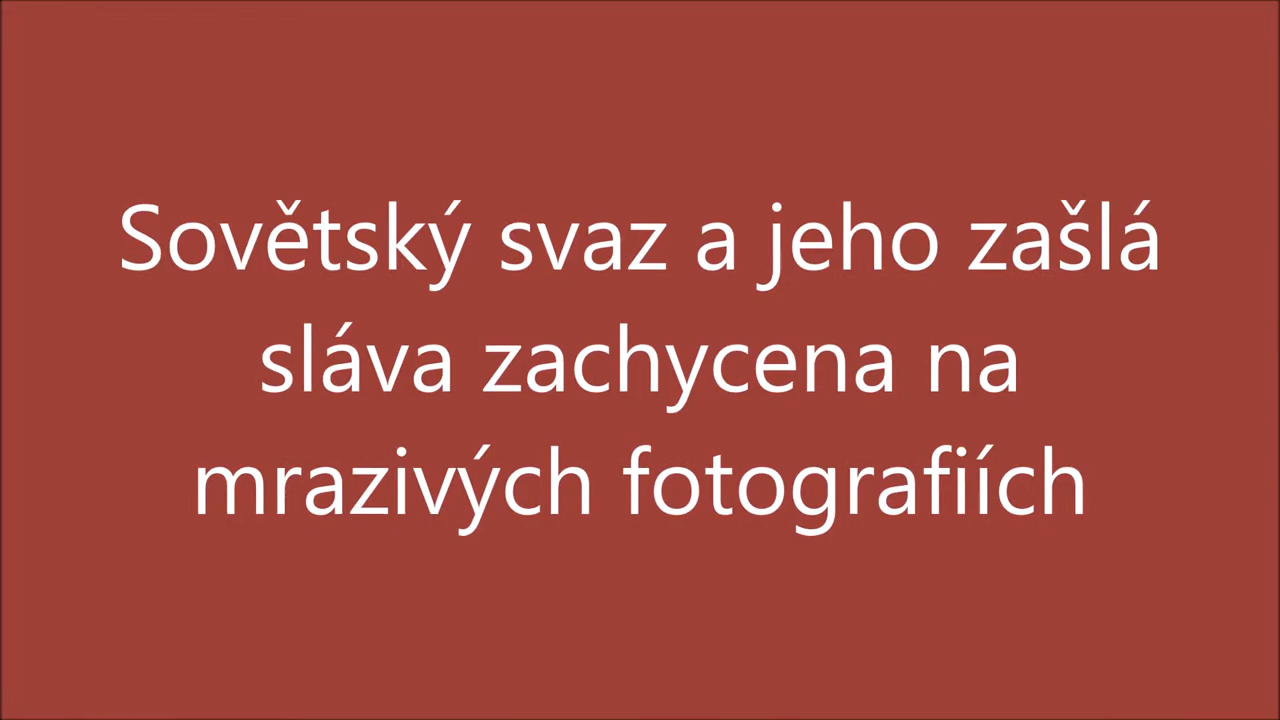 Sovětský svaz a jeho zašlá
sláva zachycena na
mrazivých fotografiích